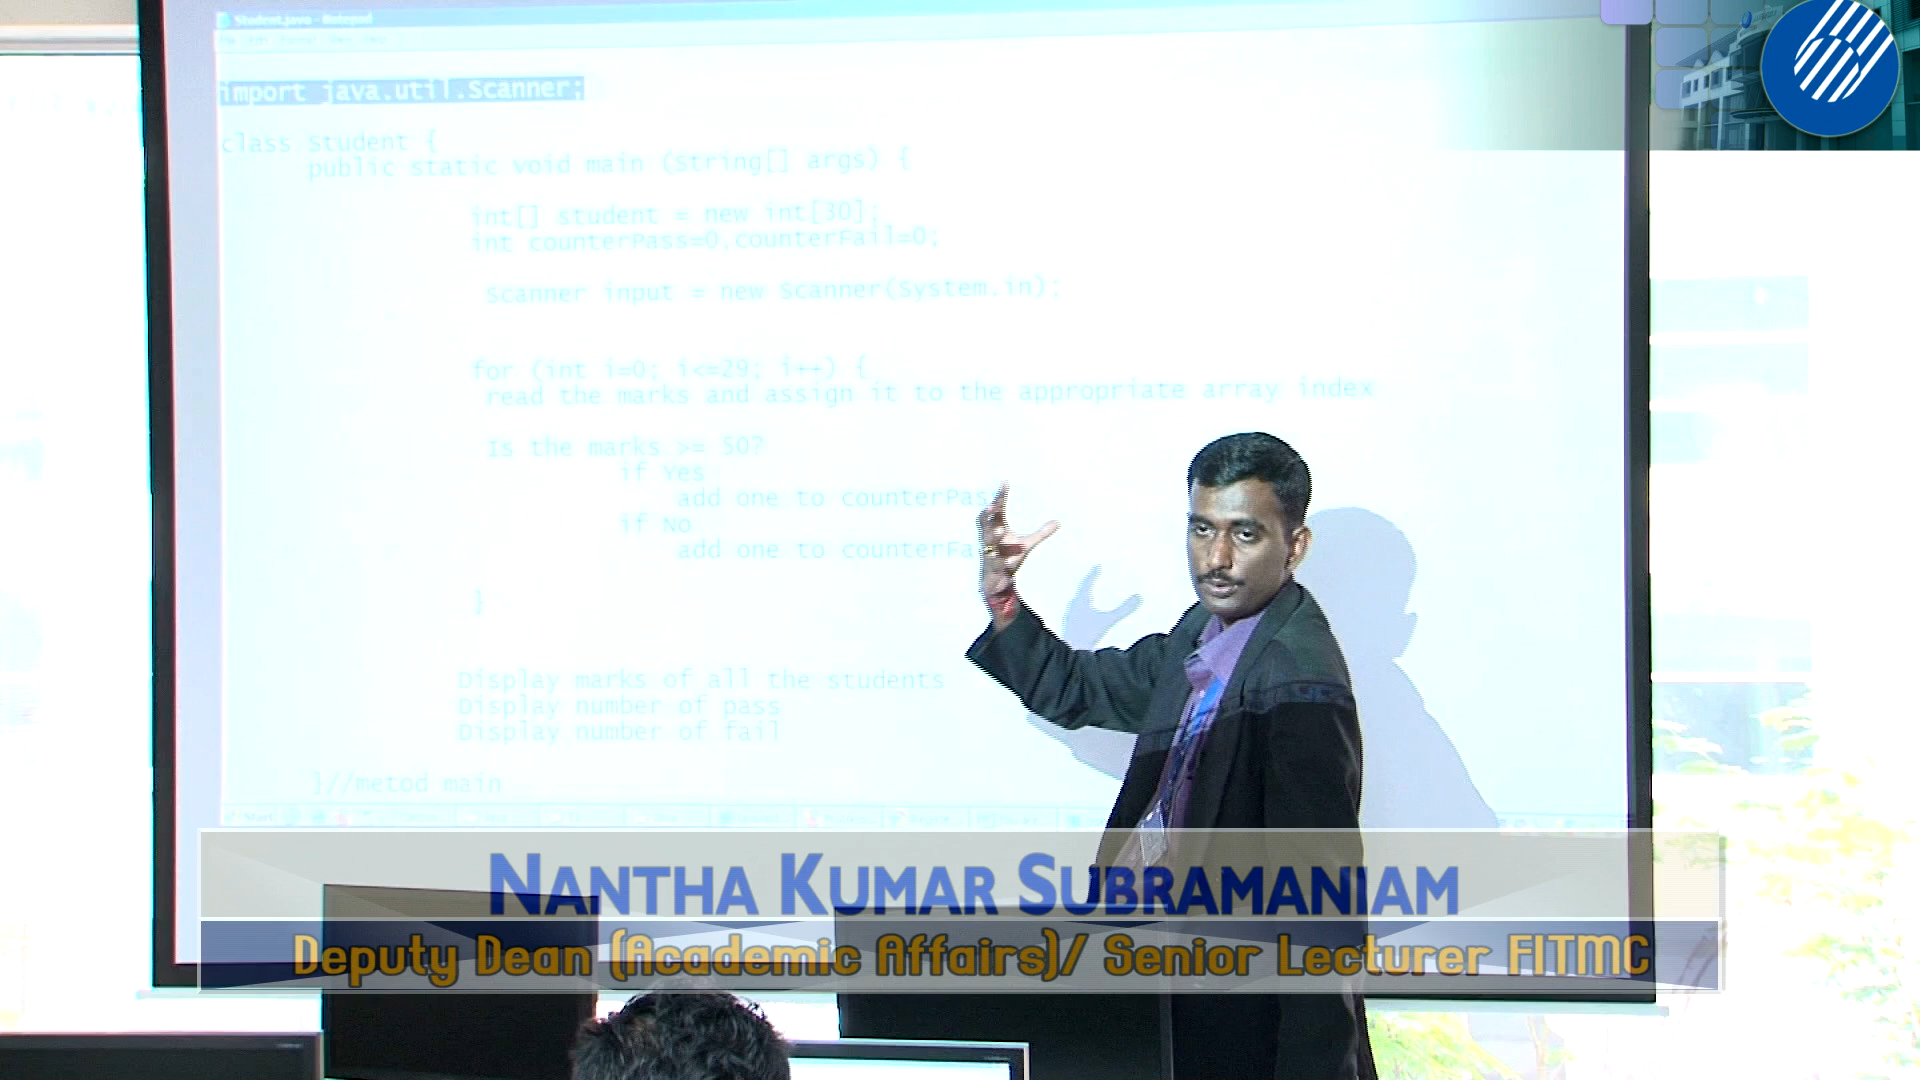 Student.java - Notepad
import java.util.Scanner;
class Student {
public static void main (String[] args) {
int[] student = new int[30];
int counterPass=0,counterFail=0;
Scanner input = new Scanner(System.in);
for (int i=0; i<=29; i++) {
read the marks and assign it to the appropriate array index
Is the marks >= 50?
if Yes
add one to counterPass
if No
add one to counterFa
}
Display marks of all the students
Display number of pass
Display number of fail
}//metod main
Start
Nantha Kumar Subramaniam
Deputy Dean (Academic Affairs)/ Senior Lecturer FITMC